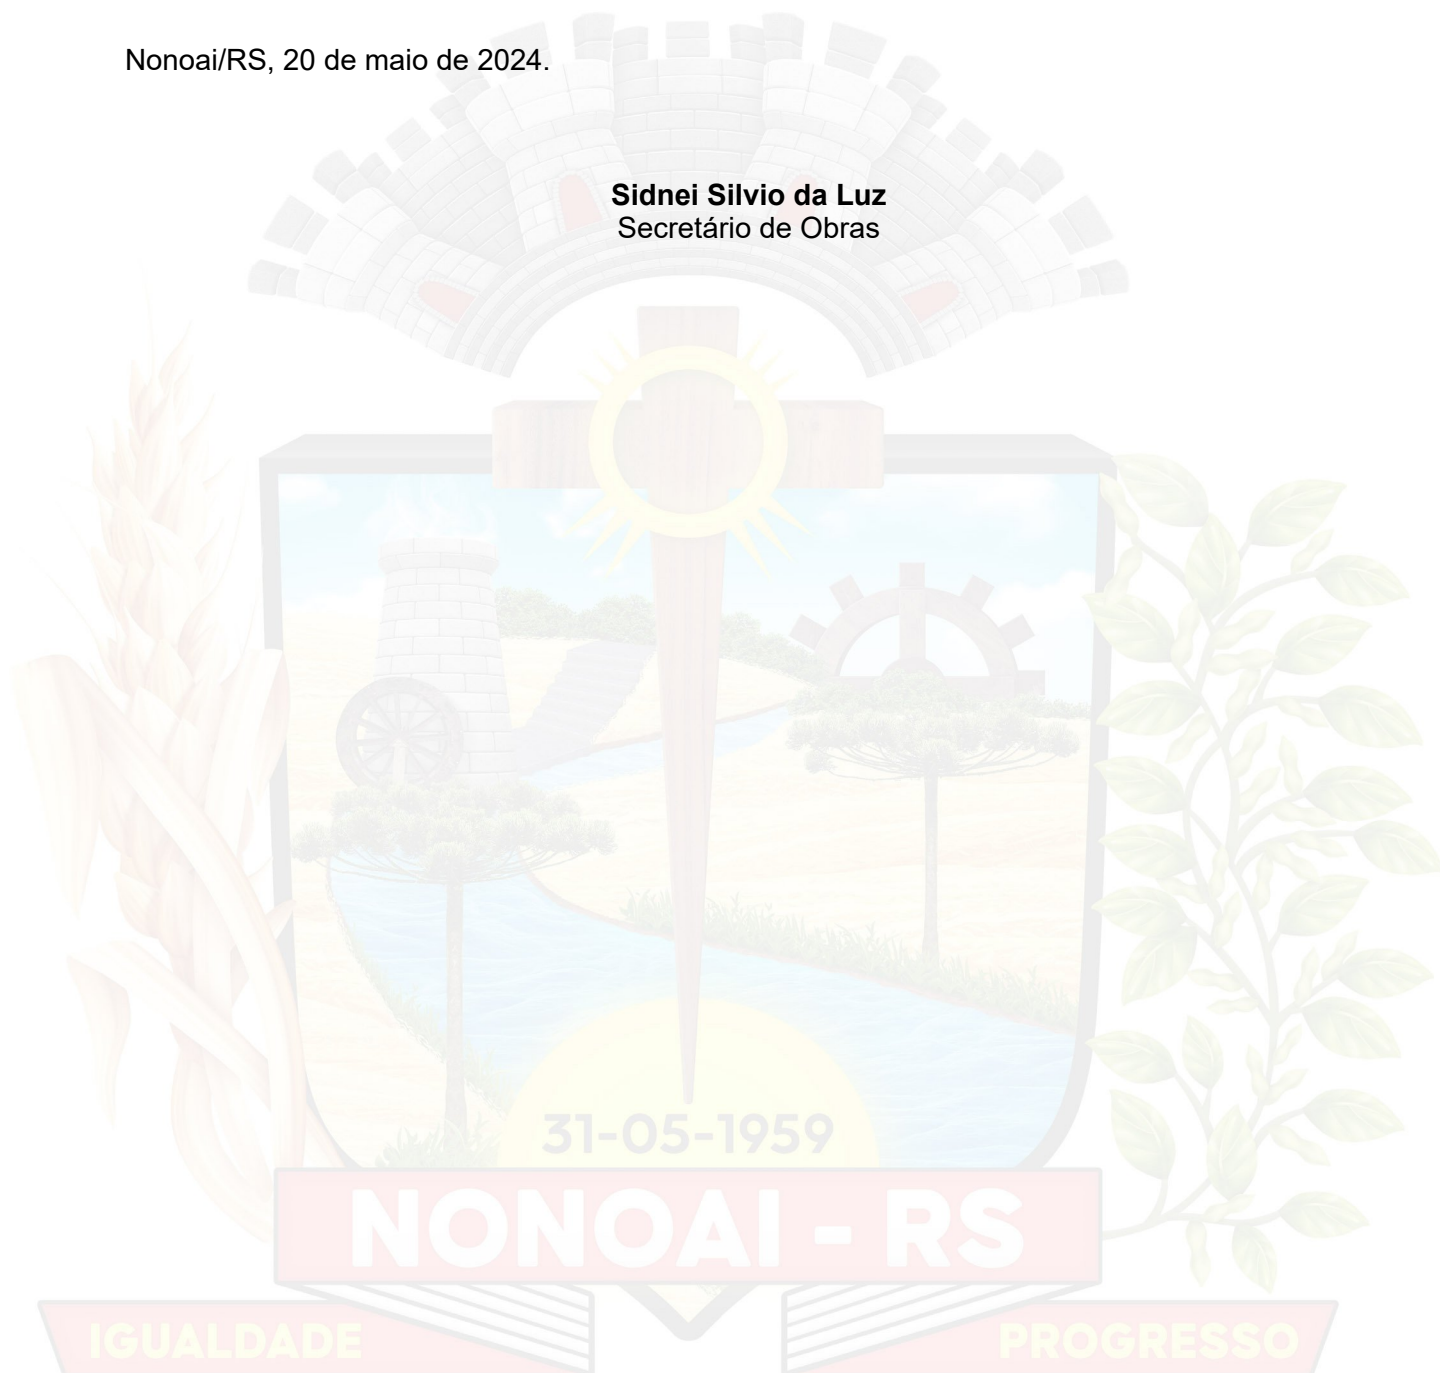 Nonoai/RS, 20 de maio de 2024.
Sidnei Silvio da Luz
Secretário de Obras
31-05-1959
NONOAI - RS
IGUALDADE
PROGRESSO